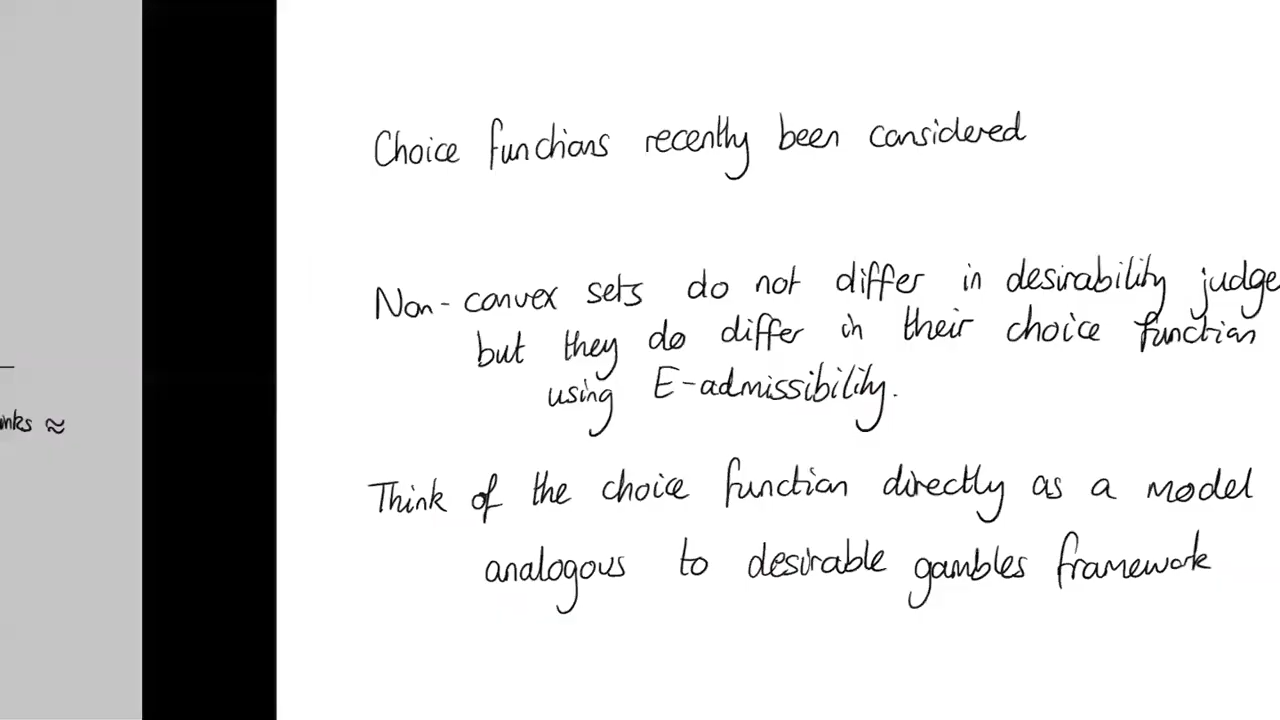 Choice functions recently been considered
Non-convex sets do not differ in desirability judge
but they do differ in their choice function
using E-admissibility.
inks ≈
Think of the choice function directly as a model
analogous to desirable gambles framework